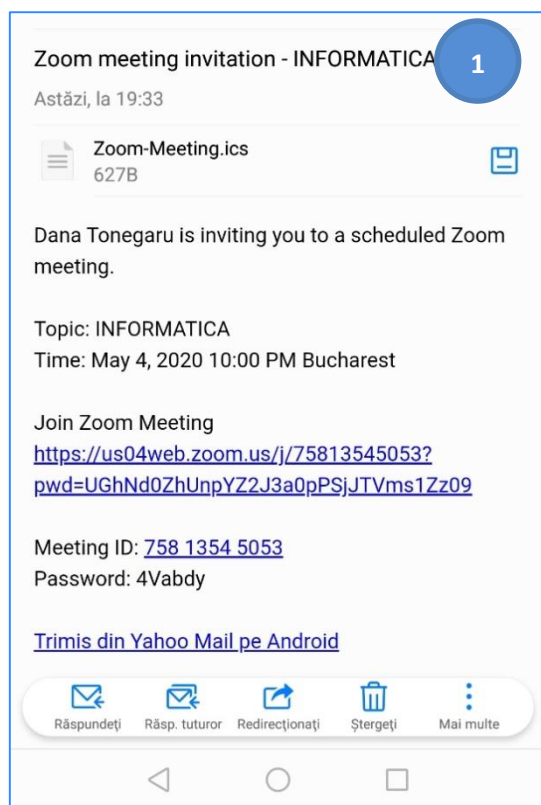 Zoom meeting invitation - INFORMATICA
1
Astăzi, la 19:33
Zoom-Meeting.ics
627B
Dana Tonegaru is inviting you to a scheduled Zoom
meeting.
Topic: INFORMATICA
Time: May 4, 2020 10:00 PM Bucharest
Join Zoom Meeting
https://us04web.zoom.us/j/75813545053?
pwd=UGhNd0ZhUnpYZ2J3a0pPSjJTVms1Zz09
Meeting ID: 758 1354 5053
Password: 4Vabdy
Trimis din Yahoo Mail pe Android
Răspundeți Răsp. tuturor Redirecționați Ștergeți Mai multe